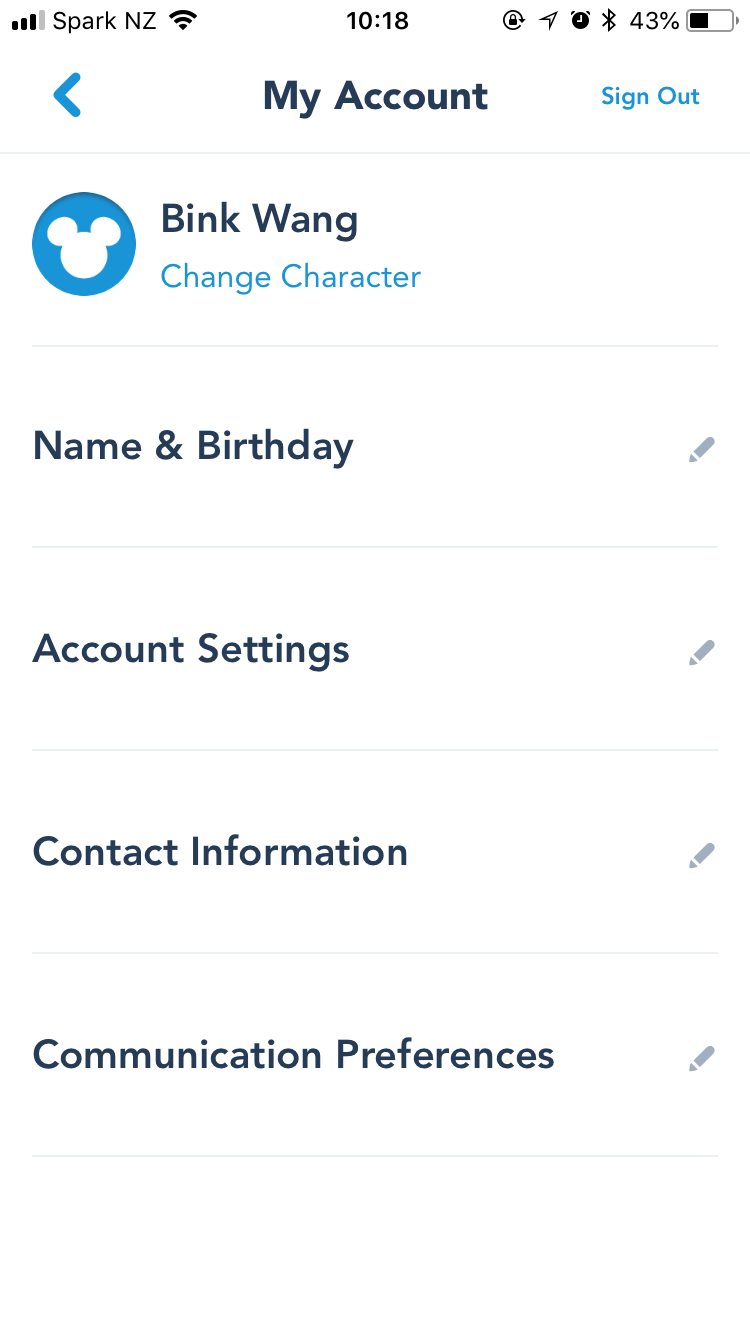 Spark NZ 10:18 43%
My Account Sign Out
Bink Wang
Change Character
Name & Birthday
Account Settings
Contact Information
Communication Preferences